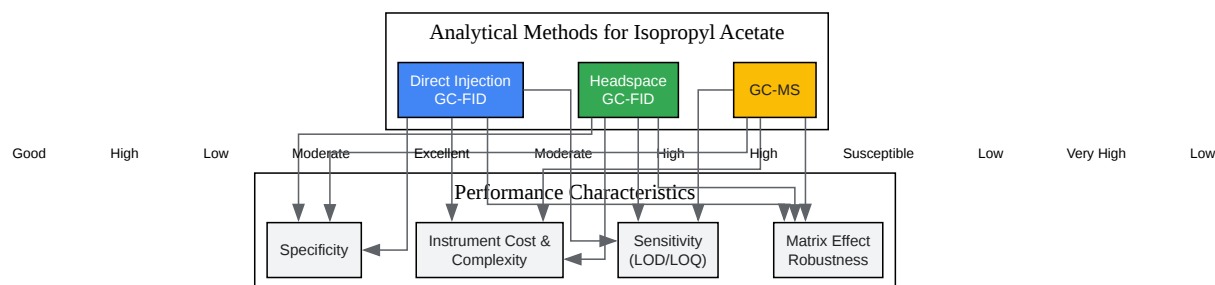 Analytical Methods for Isopropyl Acetate
Direct Injection
GC-FID
Headspace
GC-FID
GC-MS
Good
High
Low
Moderate
Excellent
Moderate
High
High
Susceptible
Low
Very High
Low
Performance Characteristics
Specificity
Instrument Cost &
Complexity
Sensitivity
(LOD/LOQ)
Matrix Effect
Robustness